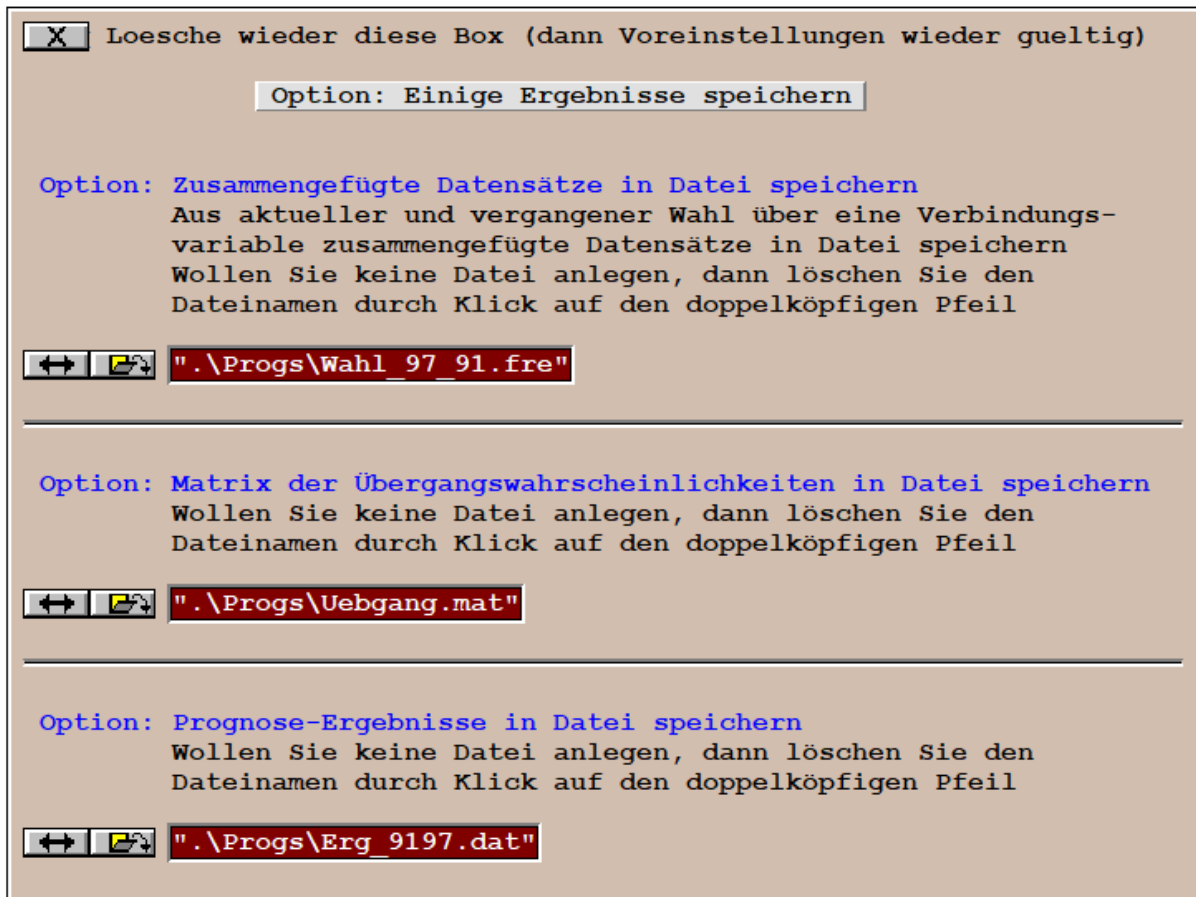 X Loesche wieder diese Box (dann Voreinstellungen wieder gueltig)
Option: Einige Ergebnisse speichern
Option: Zusammengefügte Datensätze in Datei speichern
Aus aktueller und vergangener Wahl über eine Verbindungs-
variable zusammengefügte Datensätze in Datei speichern
Wollen Sie keine Datei anlegen, dann löschen Sie den
Dateinamen durch Klick auf den doppelköpfigen Pfeil
".\Progs\Wahl_97_91.fre"
Option: Matrix der Übergangswahrscheinlichkeiten in Datei speichern
Wollen Sie keine Datei anlegen, dann löschen Sie den
Dateinamen durch Klick auf den doppelköpfigen Pfeil
".\Progs\Uebgang.mat"
Option: Prognose-Ergebnisse in Datei speichern
Wollen Sie keine Datei anlegen, dann löschen Sie den
Dateinamen durch Klick auf den doppelköpfigen Pfeil
".\Progs\Erg_9197.dat"